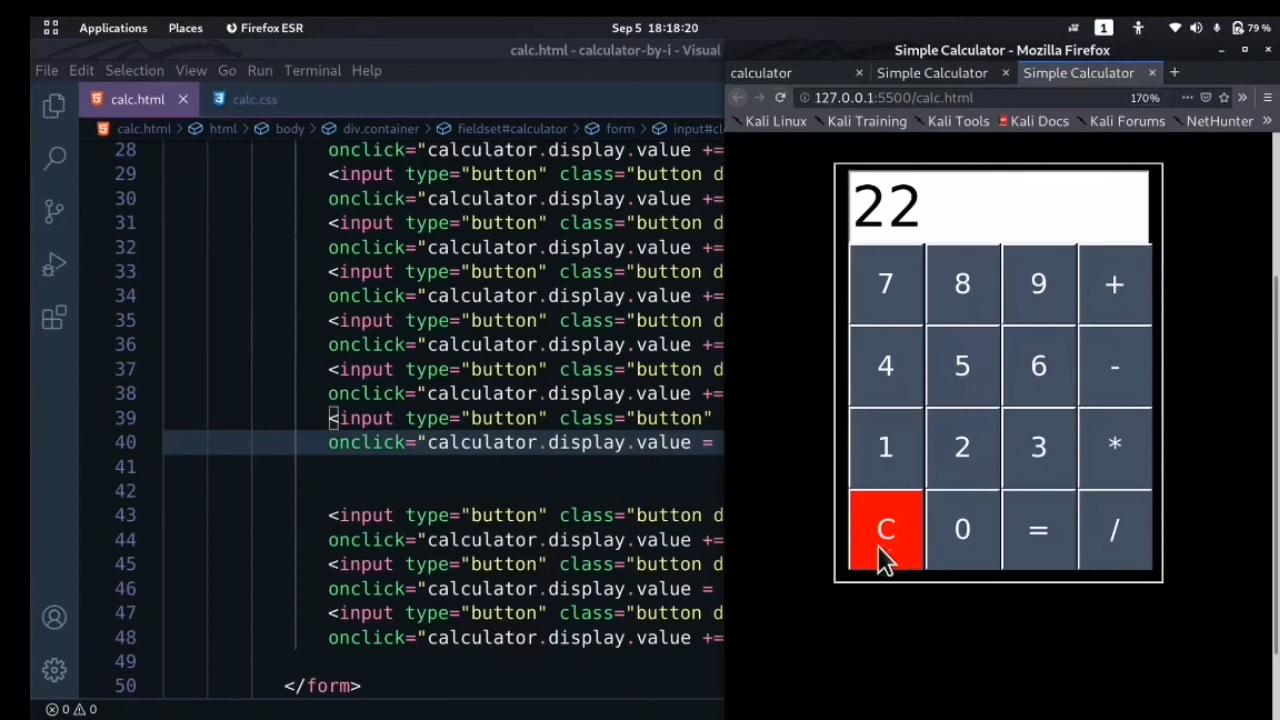 Applications Places Firefox ESR Sep 5 18:18:20 1 79 %
calc.html - calculator-by-i - Visual
File Edit Selection View Go Run Terminal Help
calc.html calc.css
calc.html > html > body > div.container > fieldset#calculator > form > input#cl
28 onclick="calculator.display.value +=
29 <input type="button" class="button d
30 onclick="calculator.display.value +=
31 <input type="button" class="button d
32 onclick="calculator.display.value +=
33 <input type="button" class="button d
34 onclick="calculator.display.value +=
35 <input type="button" class="button d
36 onclick="calculator.display.value +=
37 <input type="button" class="button d
38 onclick="calculator.display.value +=
39 <input type="button" class="button"
40 onclick="calculator.display.value =
41
42
43 <input type="button" class="button d
44 onclick="calculator.display.value +=
45 <input type="button" class="button d
46 onclick="calculator.display.value =
47 <input type="button" class="button d
48 onclick="calculator.display.value +=
49
50 </form>
0 0
Simple Calculator - Mozilla Firefox
calculator Simple Calculator Simple Calculator
127.0.0.1:5500/calc.html 170%
Kali Linux Kali Training Kali Tools Kali Docs Kali Forums NetHunter
22
7 8 9 +
4 5 6 -
1 2 3 *
C 0 = /